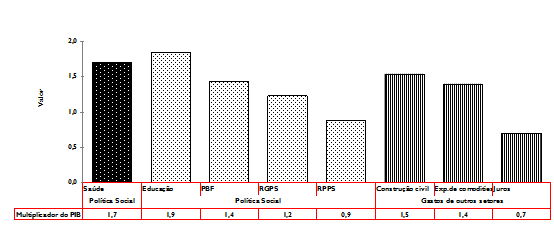 2,0
1,5
1,0
0,5
0,0
Valor
Saúde Educação PBF RGPS RPPS Construção civil Exp.de comodities Juros
Política Social Política Social Gastos de outros setores
Multiplicador do PIB 1,7 1,9 1,4 1,2 0,9 1,5 1,4 0,7